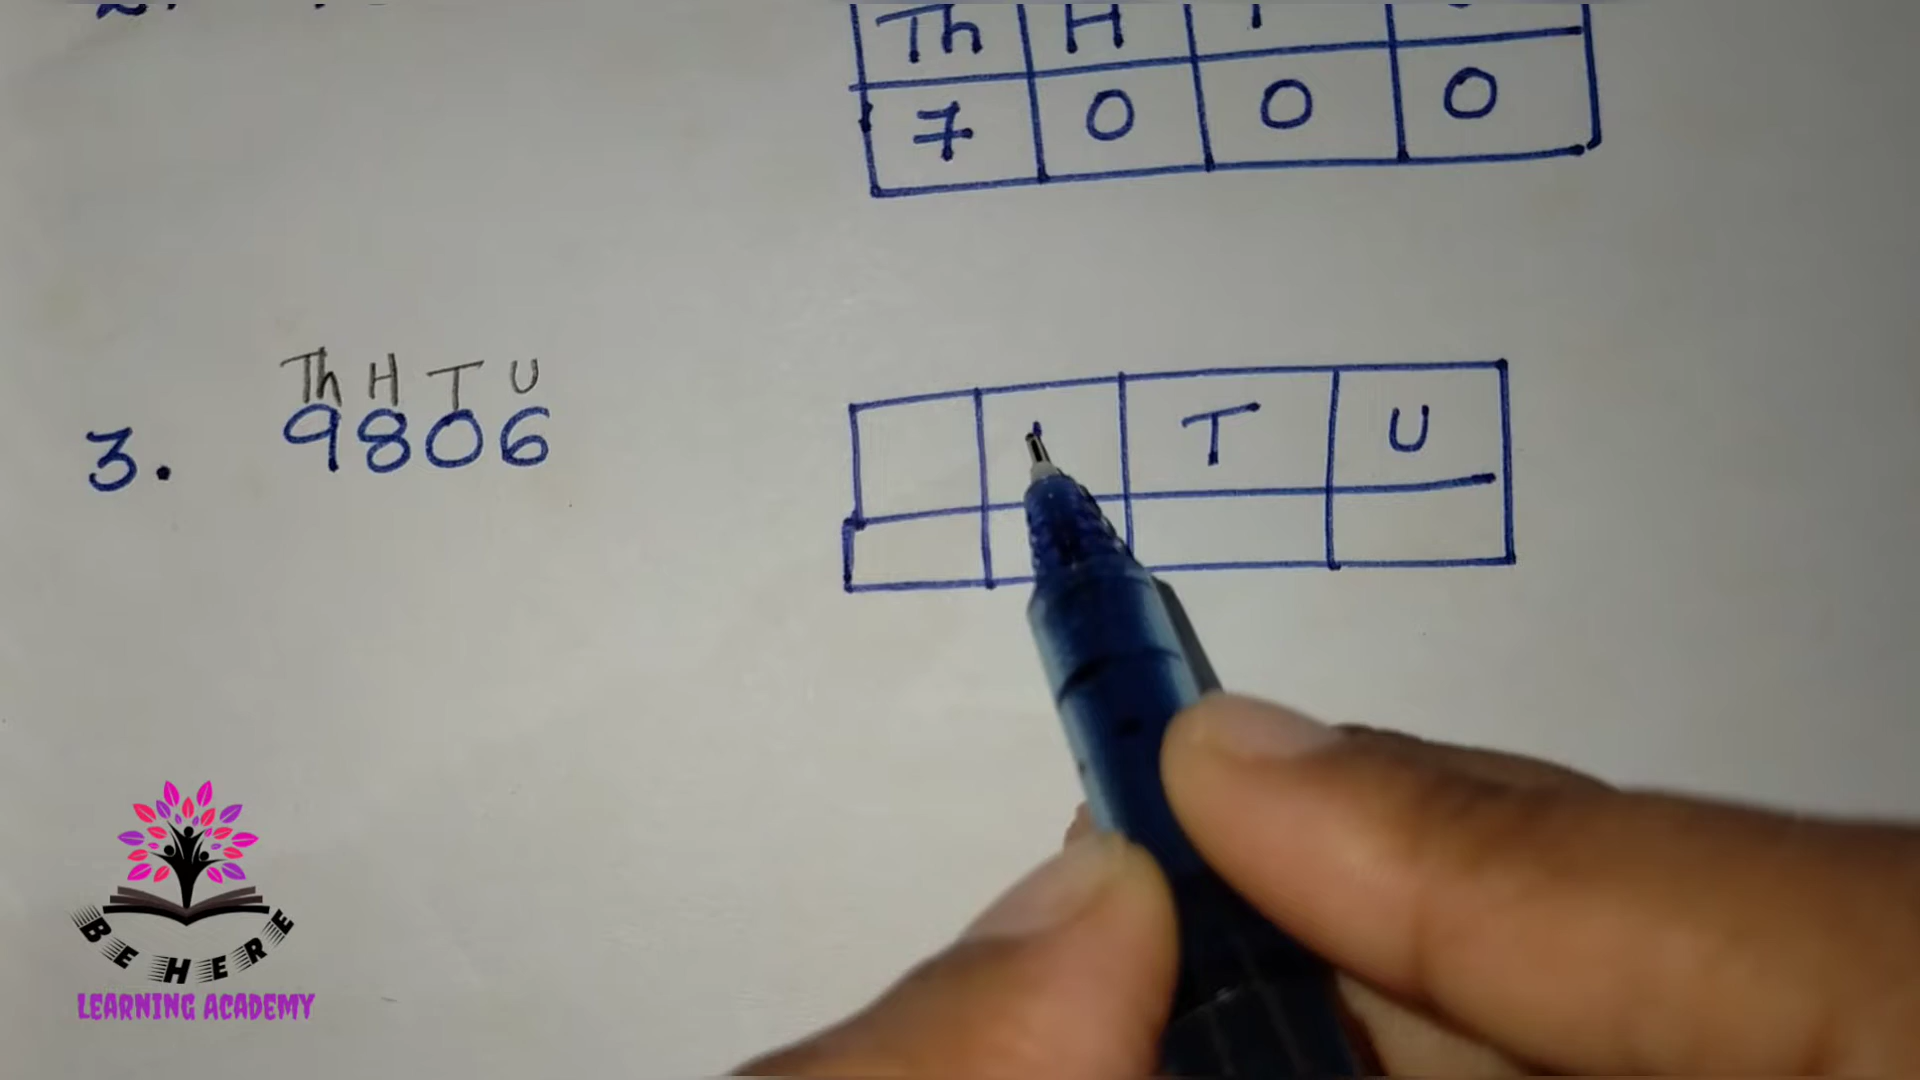 Th H T
7 0 0 0
Th H T U
3. 9806
T U
BE HERE
LEARNING ACADEMY